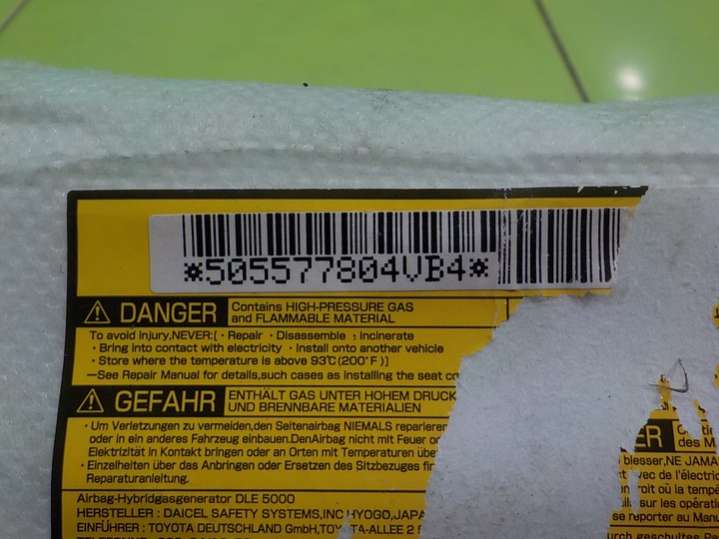 *505577804VB4*
DANGER Contains HIGH-PRESSURE GAS
and FLAMMABLE MATERIAL
To avoid injury,NEVER:[・Repair ・Disassemble ・incinerate
・Bring into contact with electricity ・Install onto another vehicle
・Store where the temperature is above 93℃(200°F)]
—See Repair Manual for details,such cases as installing the seat
GEFAHR ENTHÄLT GAS UNTER HOHEM DRUCK
UND BRENNBARE MATERIALIEN
・Um Verletzungen zu vermeiden,den Seitenairbag NIEMALS reparieren
oder in ein anderes Fahrzeug einbauen.DenAirbag nicht mit Feuer
Elektrizität in Kontakt bringen oder an Orten mit Temperaturen
・Einzelheiten über das Anbringen oder Ersetzen des Sitzbezuges
Reparaturanleitung.
Airbag-Hybridgasgenerator DLE 5000
HERSTELLER : DAICEL SAFETY SYSTEMS,INC HYOGO,JAPA
EINFÜHRER : TOYOTA DEUTSCHLAND GmbH,TOYOTA-ALLEE 2
ER
des M
blesser,NE JAMA
avec de l'électri
roit où la tempé
sur les opérati
se reporter au Manu